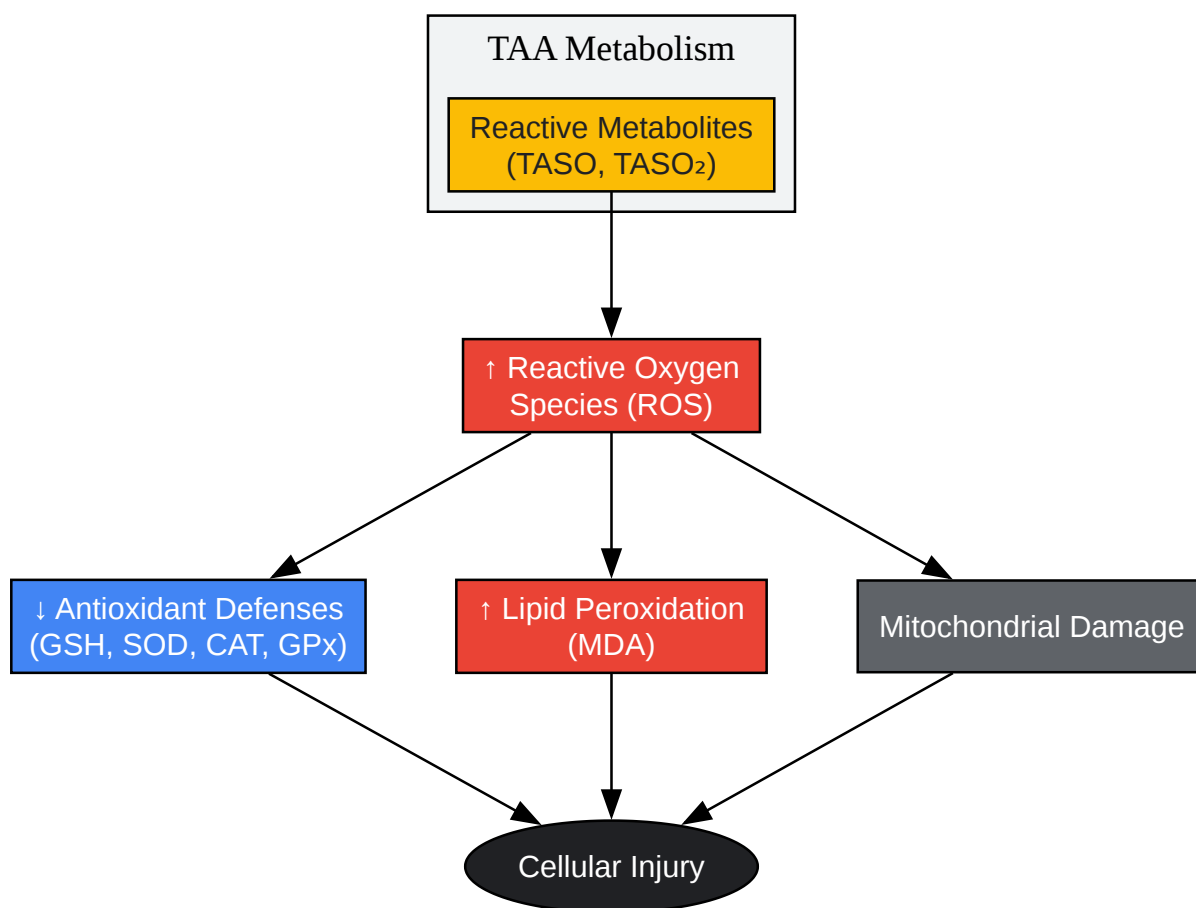 TAA Metabolism
Reactive Metabolites
(TASO, TASO₂)
↑ Reactive Oxygen
Species (ROS)
↓ Antioxidant Defenses
(GSH, SOD, CAT, GPx)
↑ Lipid Peroxidation
(MDA)
Mitochondrial Damage
Cellular Injury